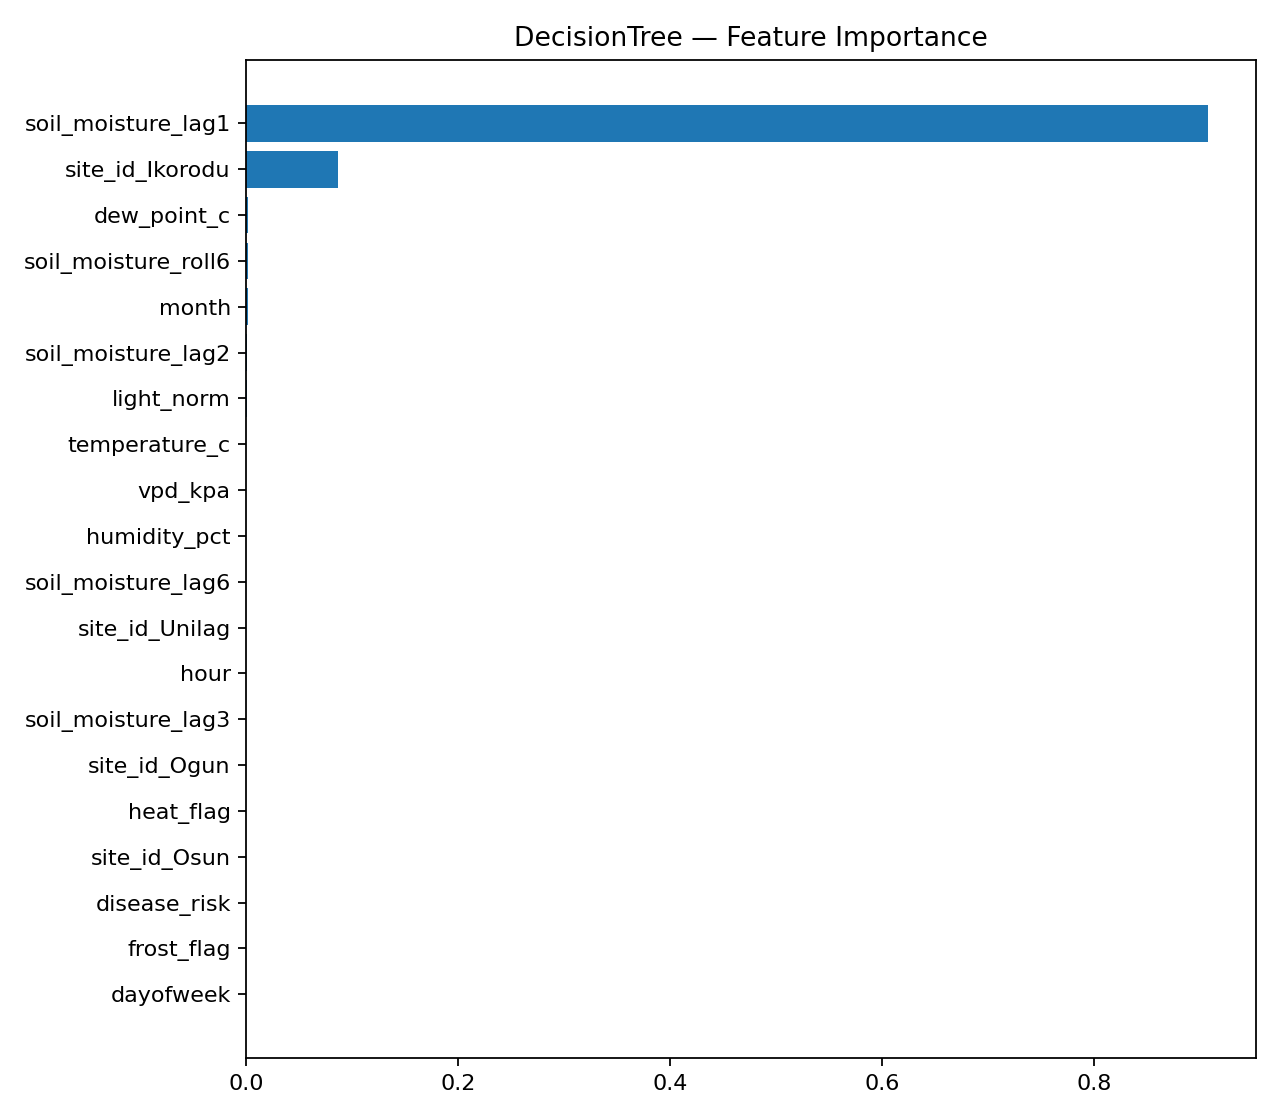 DecisionTree — Feature Importance
soil_moisture_lag1
site_id_Ikorodu
dew_point_c
soil_moisture_roll6
month
soil_moisture_lag2
light_norm
temperature_c
vpd_kpa
humidity_pct
soil_moisture_lag6
site_id_Unilag
hour
soil_moisture_lag3
site_id_Ogun
heat_flag
site_id_Osun
disease_risk
frost_flag
dayofweek
0.0 0.2 0.4 0.6 0.8